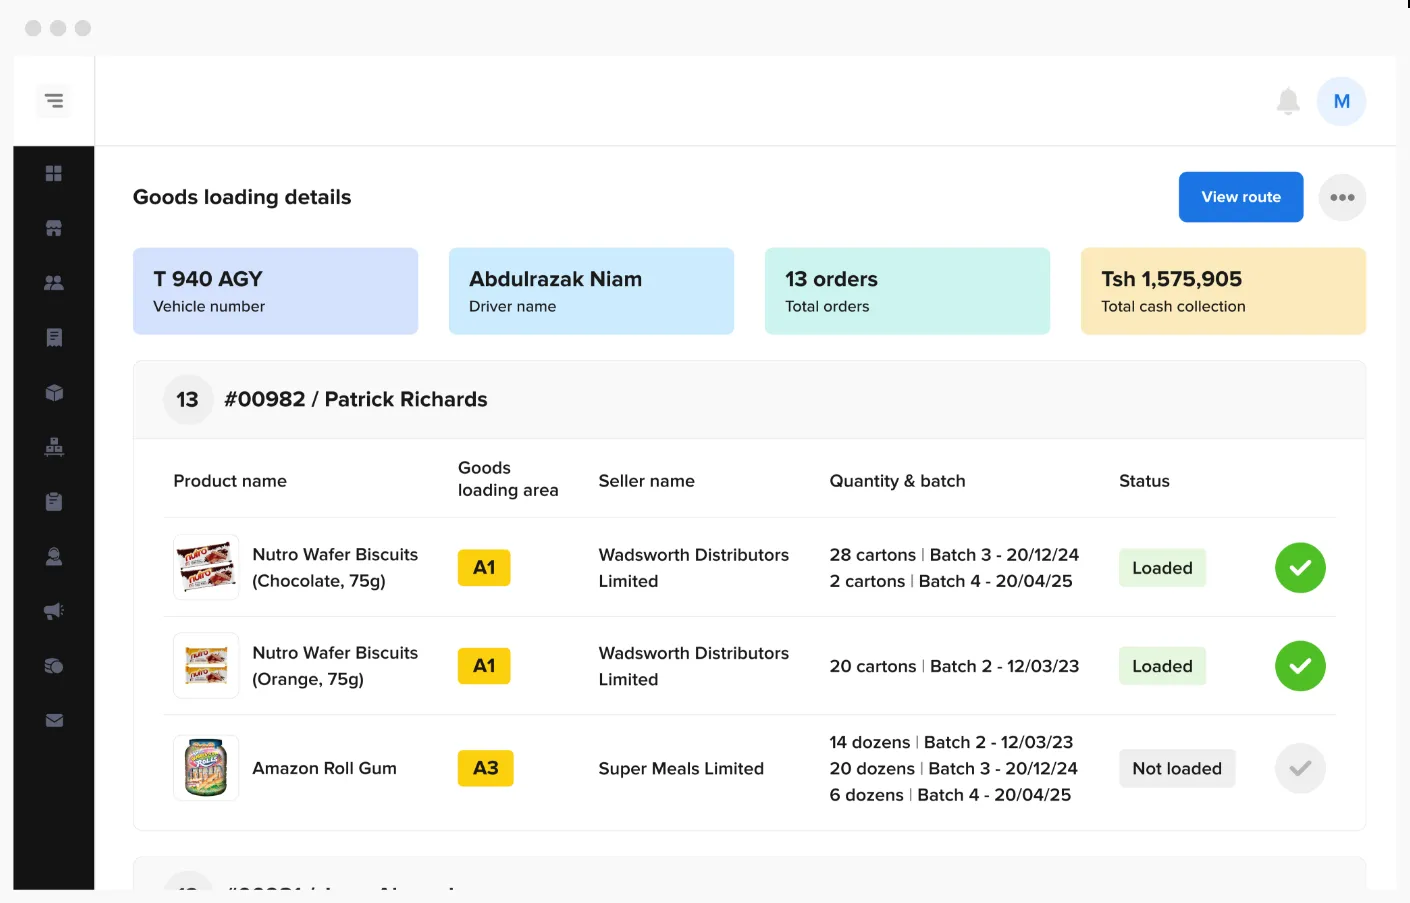 M
Goods loading details
View route
T 940 AGY
Vehicle number
Abdulrazak Niam
Driver name
13 orders
Total orders
Tsh 1,575,905
Total cash collection
13 #00982 / Patrick Richards
Product name
Goods
loading area
Seller name
Quantity & batch
Status
Nutro Wafer Biscuits
(Chocolate, 75g)
A1
Wadsworth Distributors
Limited
28 cartons | Batch 3 - 20/12/24
2 cartons | Batch 4 - 20/04/25
Loaded
Nutro Wafer Biscuits
(Orange, 75g)
A1
Wadsworth Distributors
Limited
20 cartons | Batch 2 - 12/03/23
Loaded
Amazon Roll Gum
A3
Super Meals Limited
14 dozens | Batch 2 - 12/03/23
20 dozens | Batch 3 - 20/12/24
6 dozens | Batch 4 - 20/04/25
Not loaded